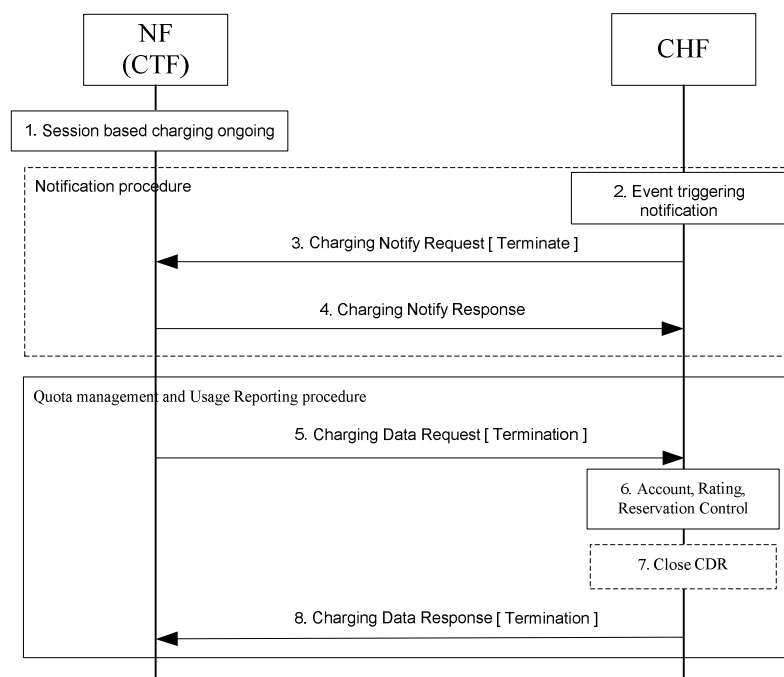 NF
(CTF)
CHF
1. Session based charging ongoing
Notification procedure
2. Event triggering
notification
3. Charging Notify Request [ Terminate ]
4. Charging Notify Response
Quota management and Usage Reporting procedure
5. Charging Data Request [ Termination ]
6. Account, Rating,
Reservation Control
7. Close CDR
8. Charging Data Response [ Termination ]